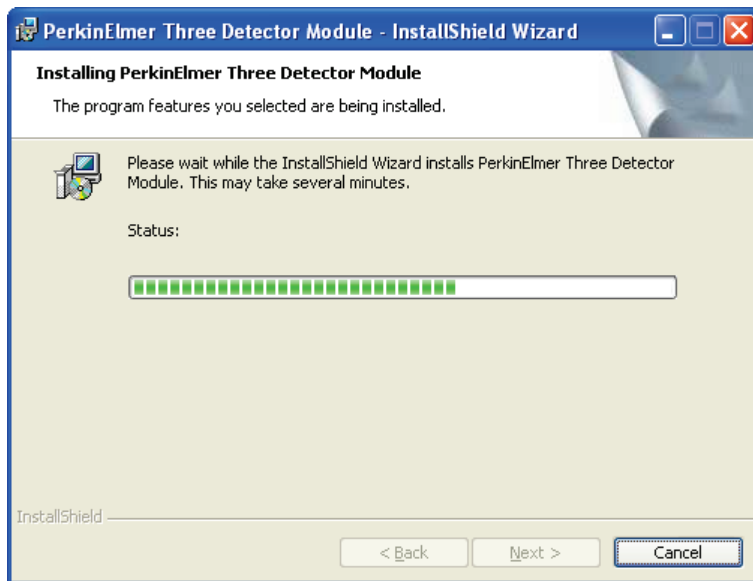 PerkinElmer Three Detector Module - InstallShield Wizard
Installing PerkinElmer Three Detector Module
The program features you selected are being installed.
Please wait while the InstallShield Wizard installs PerkinElmer Three Detector
Module. This may take several minutes.
Status:
InstallShield
< Back
Next >
Cancel